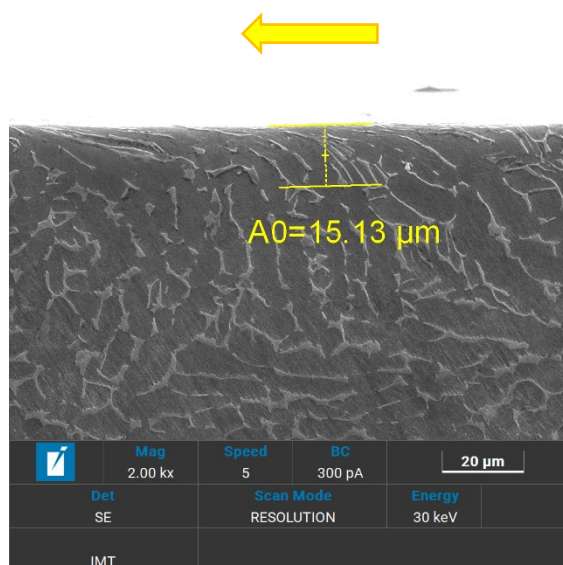 A0=15.13 µm
Mag Speed BC
2.00 kx 5 300 pA 20 µm
Det Scan Mode Energy
SE RESOLUTION 30 keV
IMT